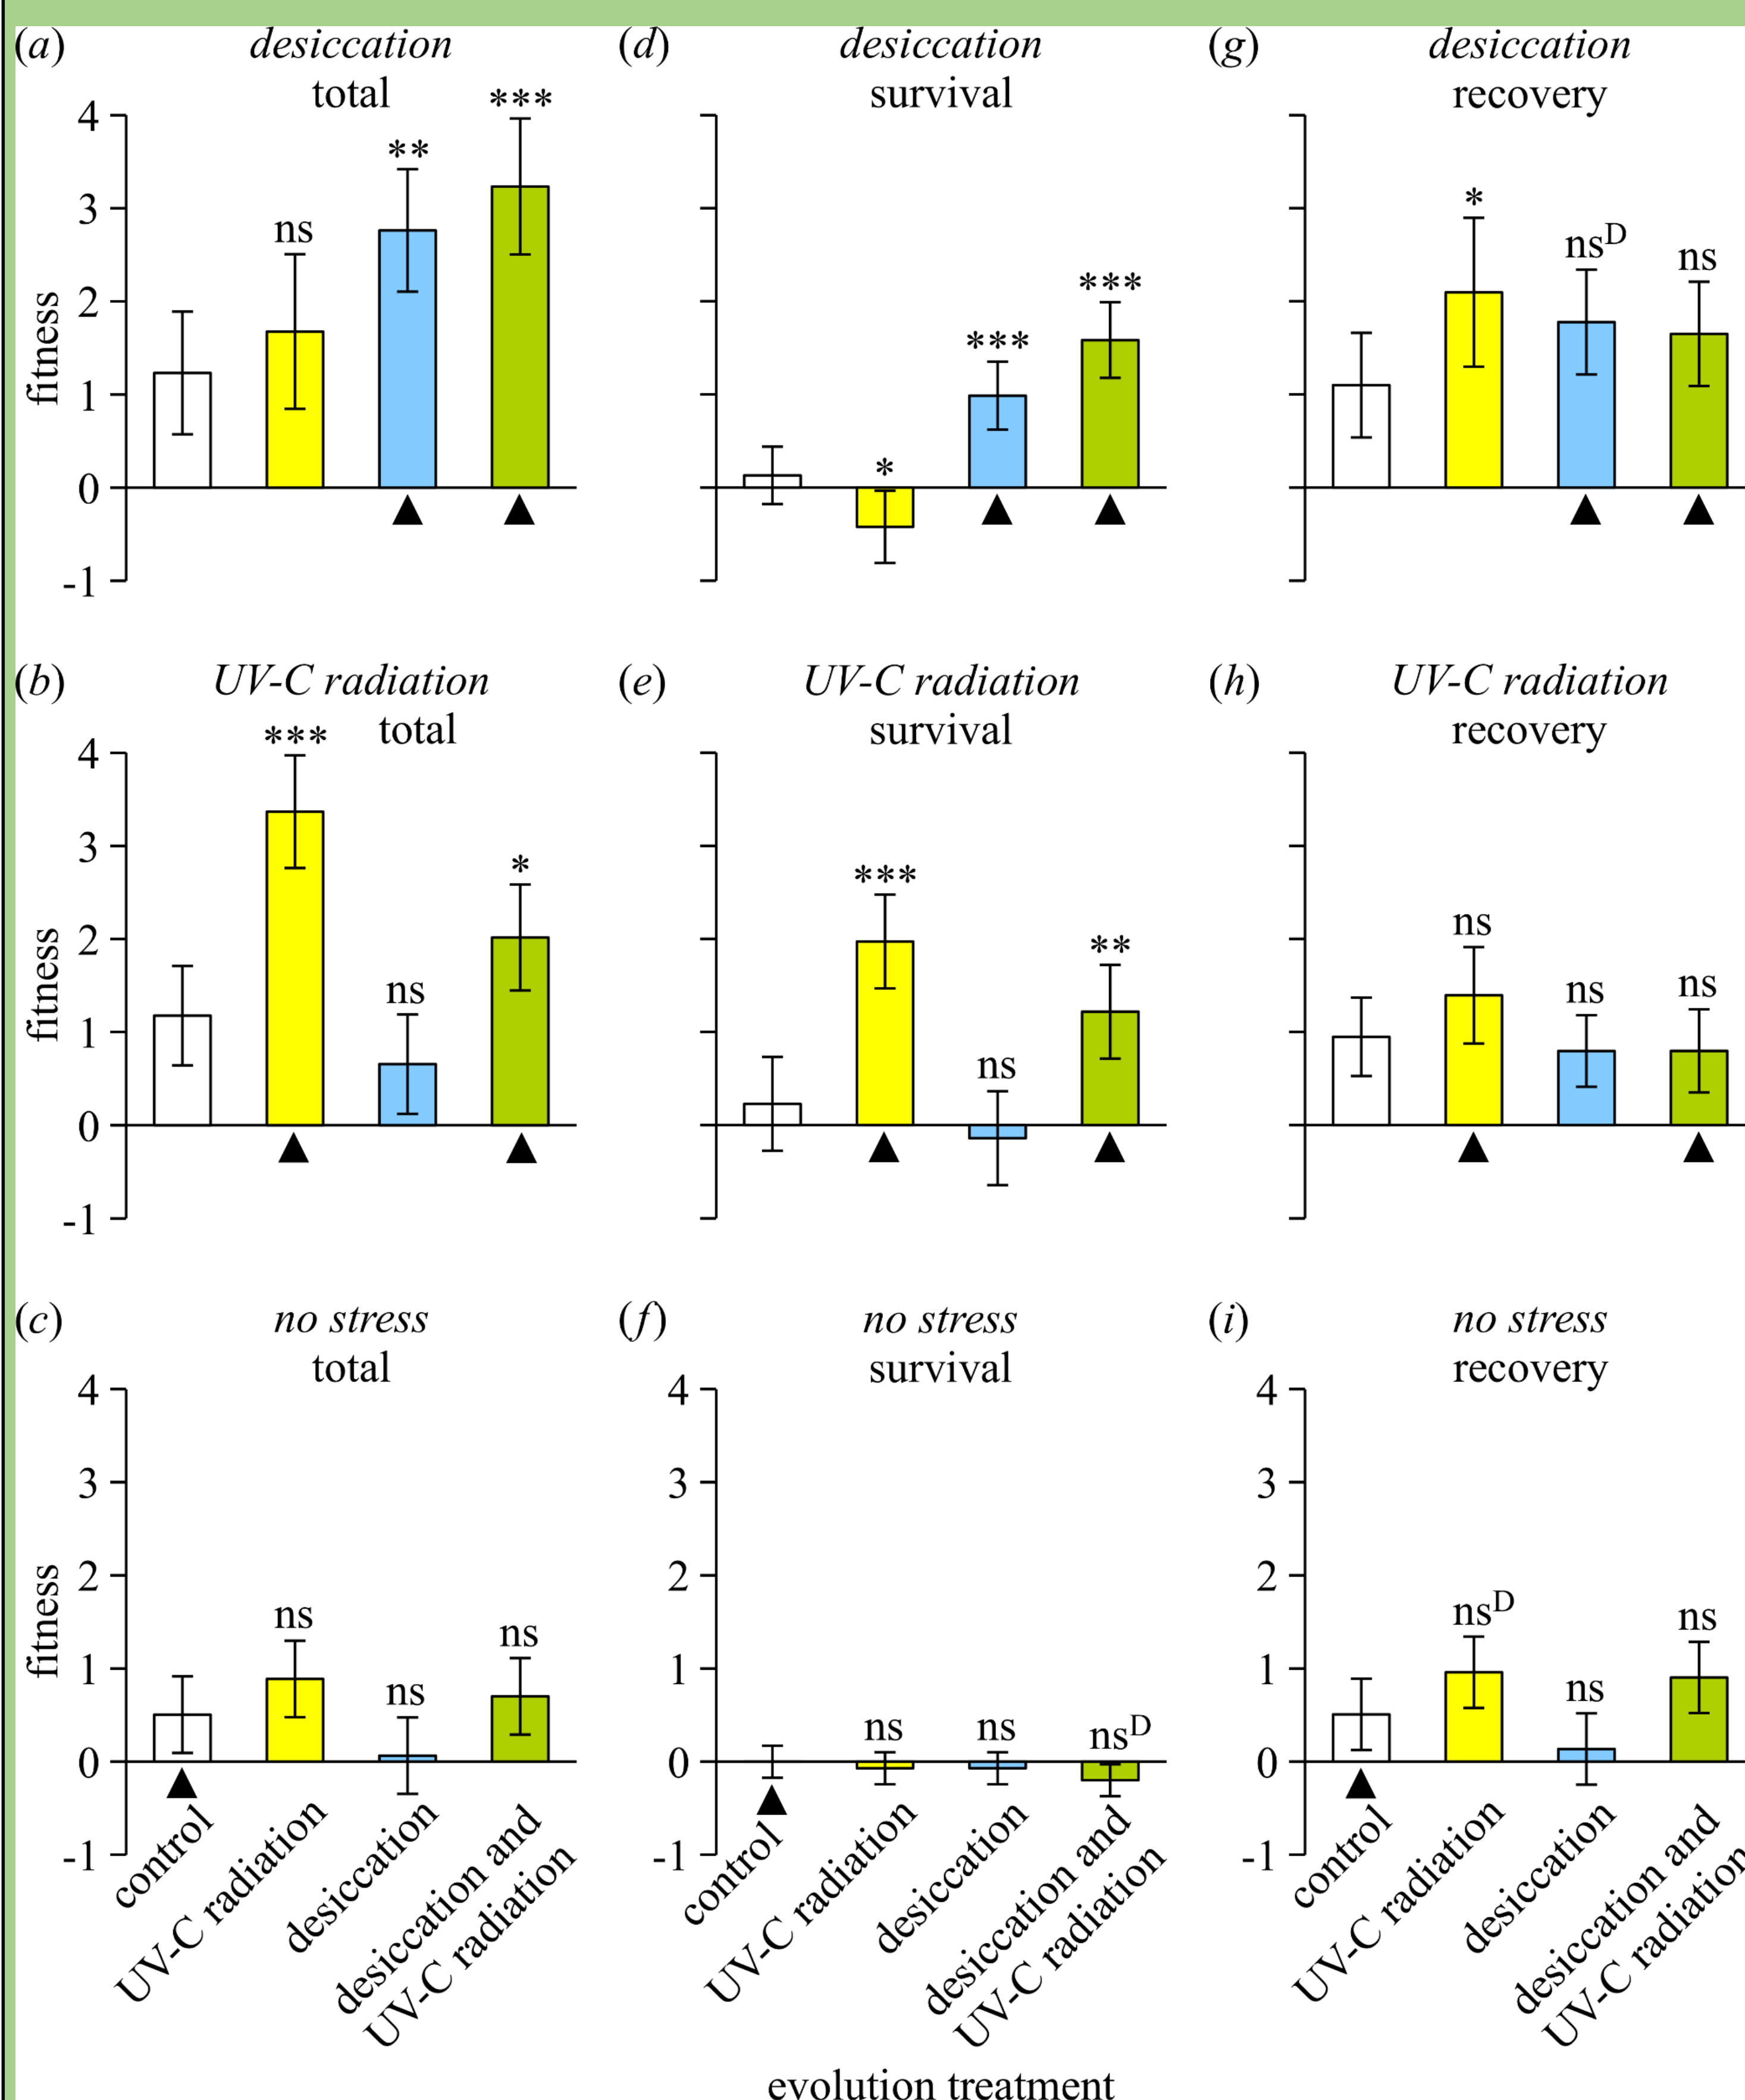 (a) desiccation
total
4
3
2
1
0
-1
fitness
ns
**
***
(d) desiccation
survival
*
***
***
(g) desiccation
recovery
*
nsD
ns
(b) UV-C radiation
total
4
3
2
1
0
-1
fitness
***
ns
*
(e) UV-C radiation
survival
***
ns
**
(h) UV-C radiation
recovery
ns
ns
ns
(c) no stress
total
4
3
2
1
0
-1
fitness
ns
ns
ns
control
UV-C radiation
desiccation
desiccation and
UV-C radiation
(f) no stress
survival
4
3
2
1
0
-1
ns
ns
nsD
control
UV-C radiation
desiccation
desiccation and
UV-C radiation
(i) no stress
recovery
4
3
2
1
0
-1
nsD
ns
ns
control
UV-C radiation
desiccation
desiccation and
UV-C radiation
evolution treatment